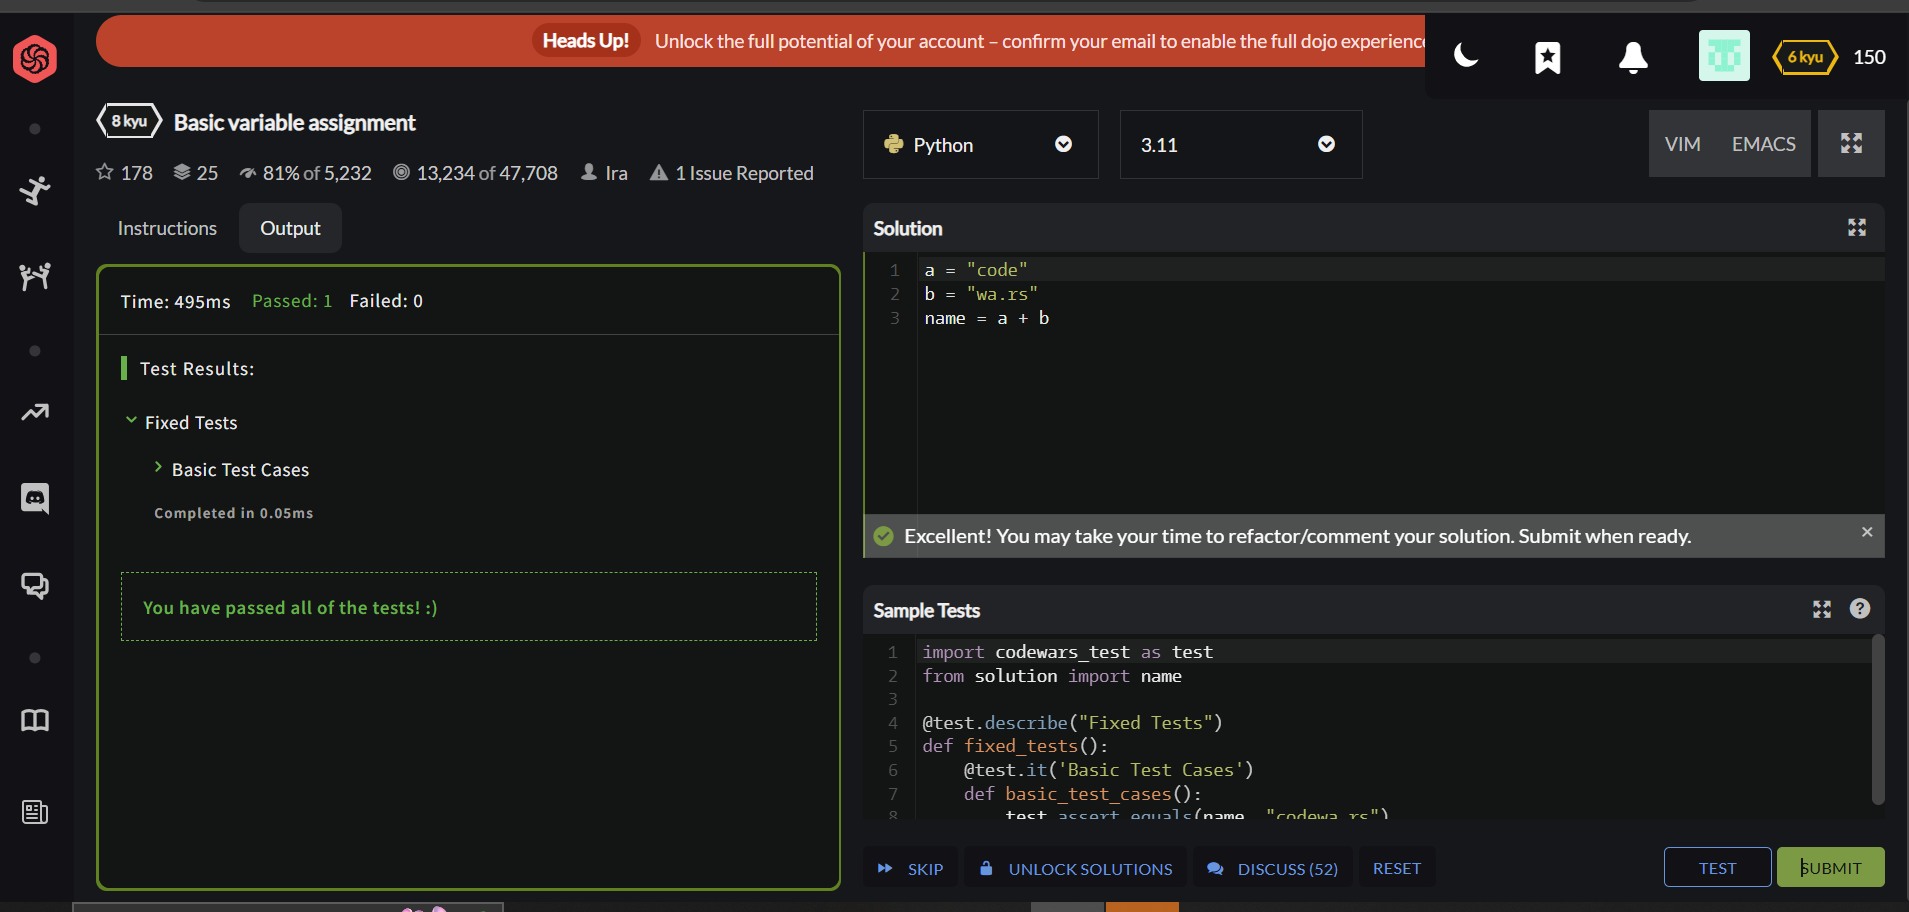 Heads Up! Unlock the full potential of your account – confirm your email to enable the full dojo experience
6 kyu 150
8 kyu Basic variable assignment
178 25 81% of 5,232 13,234 of 47,708 Ira 1 Issue Reported
Python 3.11 VIM EMACS
Instructions Output
Time: 495ms Passed: 1 Failed: 0
Test Results:
Fixed Tests
Basic Test Cases
Completed in 0.05ms
You have passed all of the tests! :)
Solution
1 a = "code"
2 b = "wa.rs"
3 name = a + b
Excellent! You may take your time to refactor/comment your solution. Submit when ready.
Sample Tests
1 import codewars_test as test
2 from solution import name
3
4 @test.describe("Fixed Tests")
5 def fixed_tests():
6 @test.it('Basic Test Cases')
7 def basic_test_cases():
8 test.assert_equals(name, "codewa.rs")
SKIP UNLOCK SOLUTIONS DISCUSS (52) RESET TEST SUBMIT